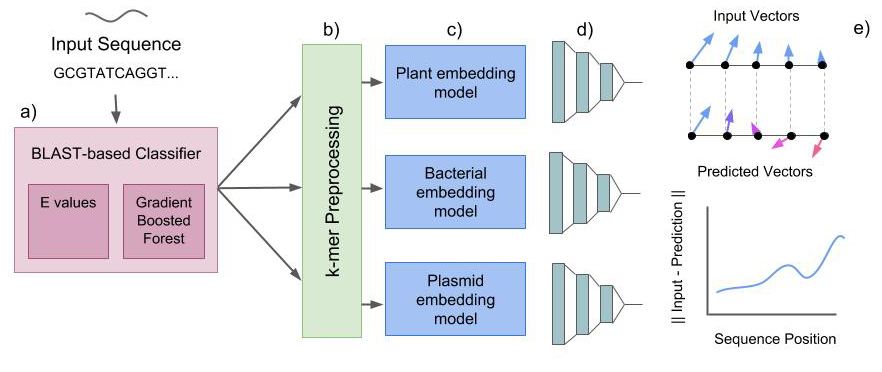 Input Sequence
GCGTATCAGGT...
a)
BLAST-based Classifier
E values
Gradient
Boosted
Forest
b)
k-mer Preprocessing
c)
Plant embedding
model
Bacterial
embedding
model
Plasmid
embedding
model
d)
e)
Input Vectors
Predicted Vectors
|| Input - Prediction ||
Sequence Position